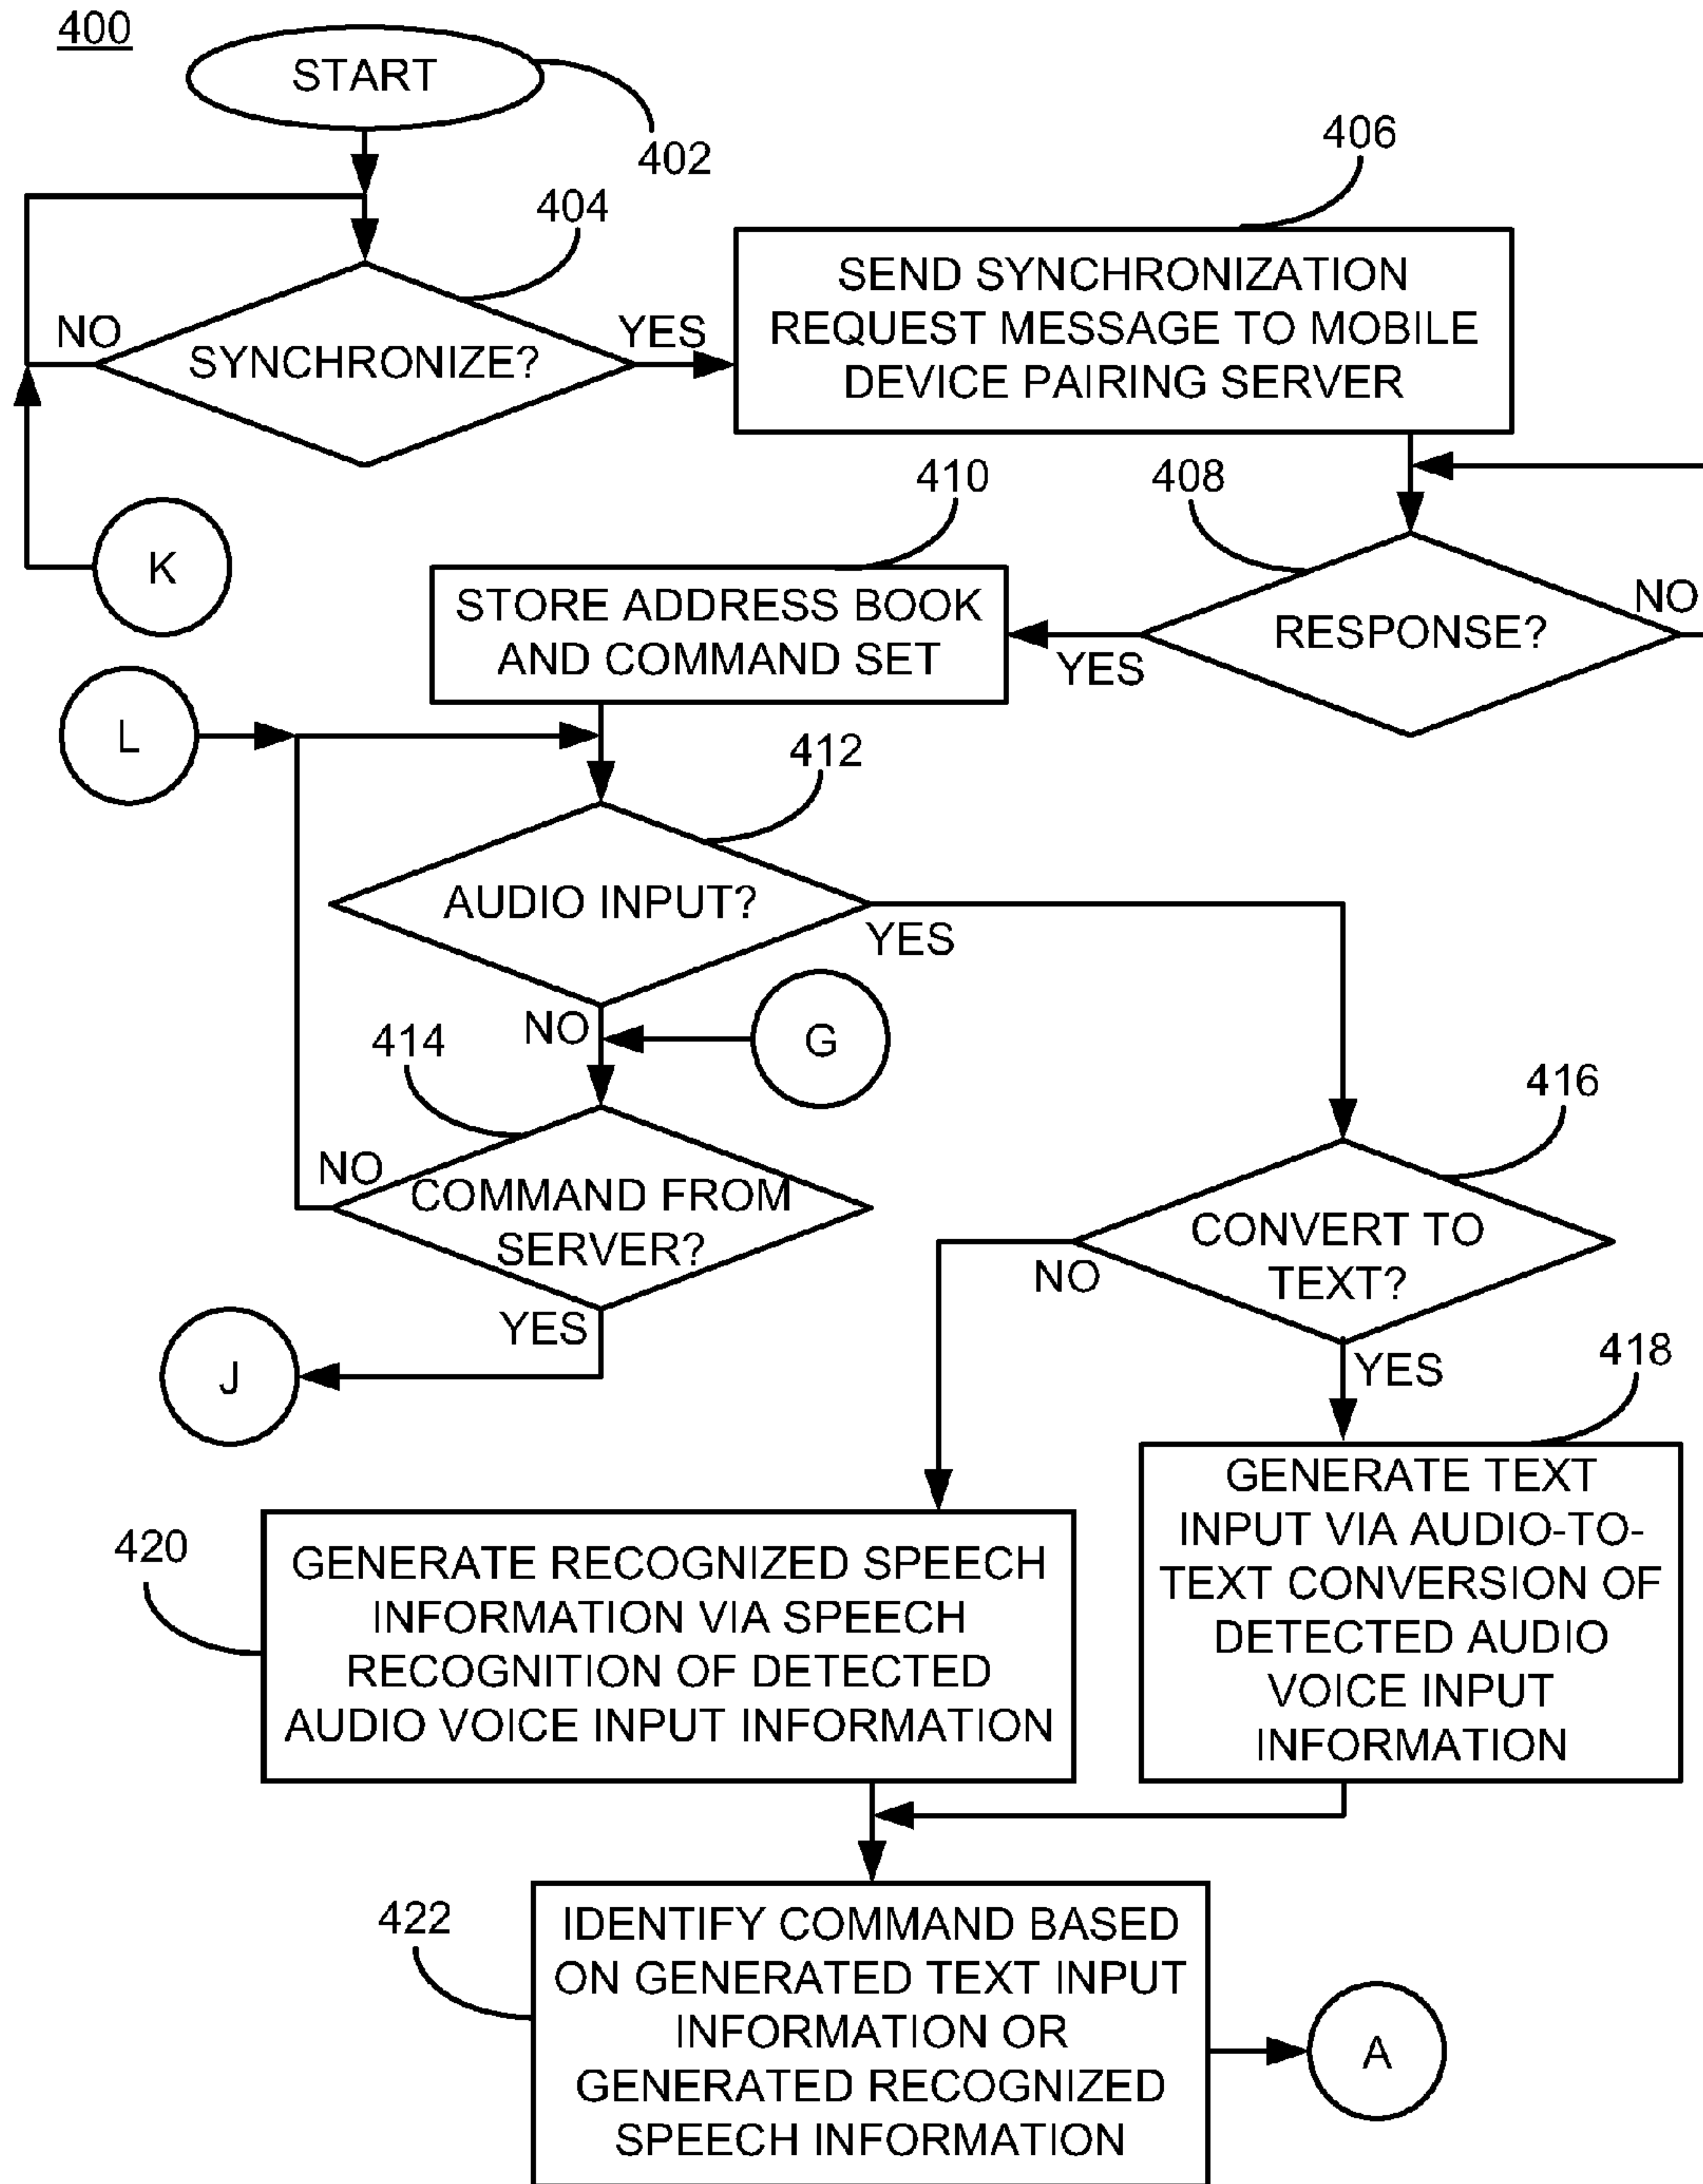 400
START
402
404
406
SEND SYNCHRONIZATION
REQUEST MESSAGE TO MOBILE
DEVICE PAIRING SERVER
NO
SYNCHRONIZE?
YES
410
408
K
STORE ADDRESS BOOK
AND COMMAND SET
YES
RESPONSE?
NO
L
412
AUDIO INPUT?
YES
NO
G
414
416
NO
COMMAND FROM
SERVER?
YES
J
CONVERT TO
TEXT?
NO
YES
418
GENERATE TEXT
INPUT VIA AUDIO-TO-
TEXT CONVERSION OF
DETECTED AUDIO
VOICE INPUT
INFORMATION
420
GENERATE RECOGNIZED SPEECH
INFORMATION VIA SPEECH
RECOGNITION OF DETECTED
AUDIO VOICE INPUT INFORMATION
422
IDENTIFY COMMAND BASED
ON GENERATED TEXT INPUT
INFORMATION OR
GENERATED RECOGNIZED
SPEECH INFORMATION
A